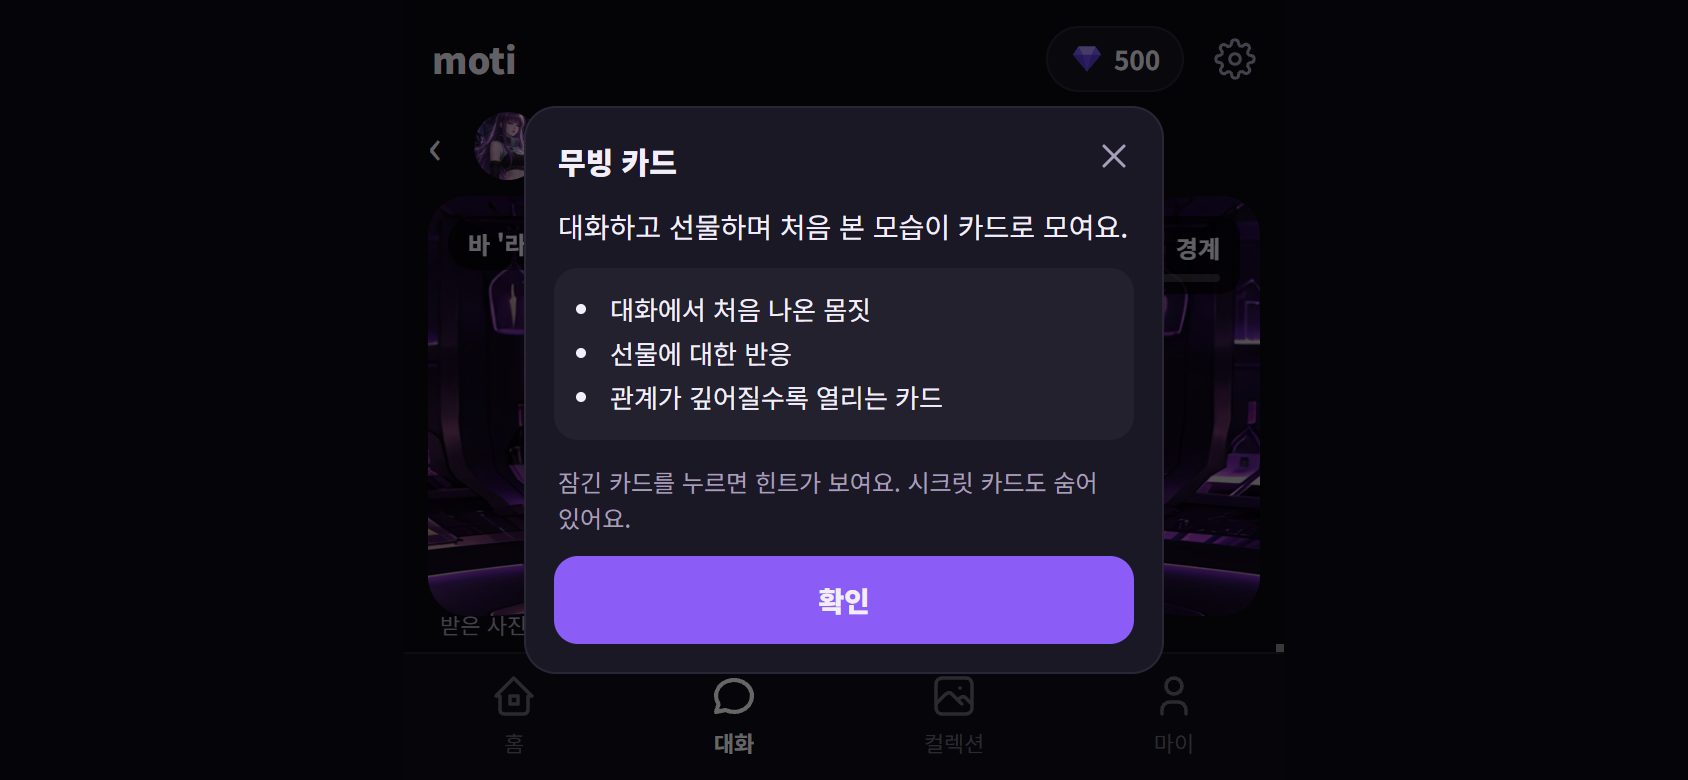 moti
500
무빙 카드
대화하고 선물하며 처음 본 모습이 카드로 모여요.
바 '라
경계
• 대화에서 처음 나온 몸짓
• 선물에 대한 반응
• 관계가 깊어질수록 열리는 카드
잠긴 카드를 누르면 힌트가 보여요. 시크릿 카드도 숨어
있어요.
확인
받은 사진
홈
대화
컬렉션
마이